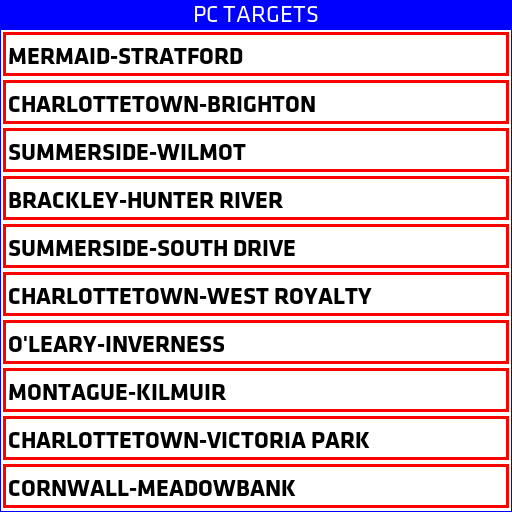 PC TARGETS
MERMAID-STRATFORD
CHARLOTTETOWN-BRIGHTON
SUMMERSIDE-WILMOT
BRACKLEY-HUNTER RIVER
SUMMERSIDE-SOUTH DRIVE
CHARLOTTETOWN-WEST ROYALTY
O'LEARY-INVERNESS
MONTAGUE-KILMUIR
CHARLOTTETOWN-VICTORIA PARK
CORNWALL-MEADOWBANK